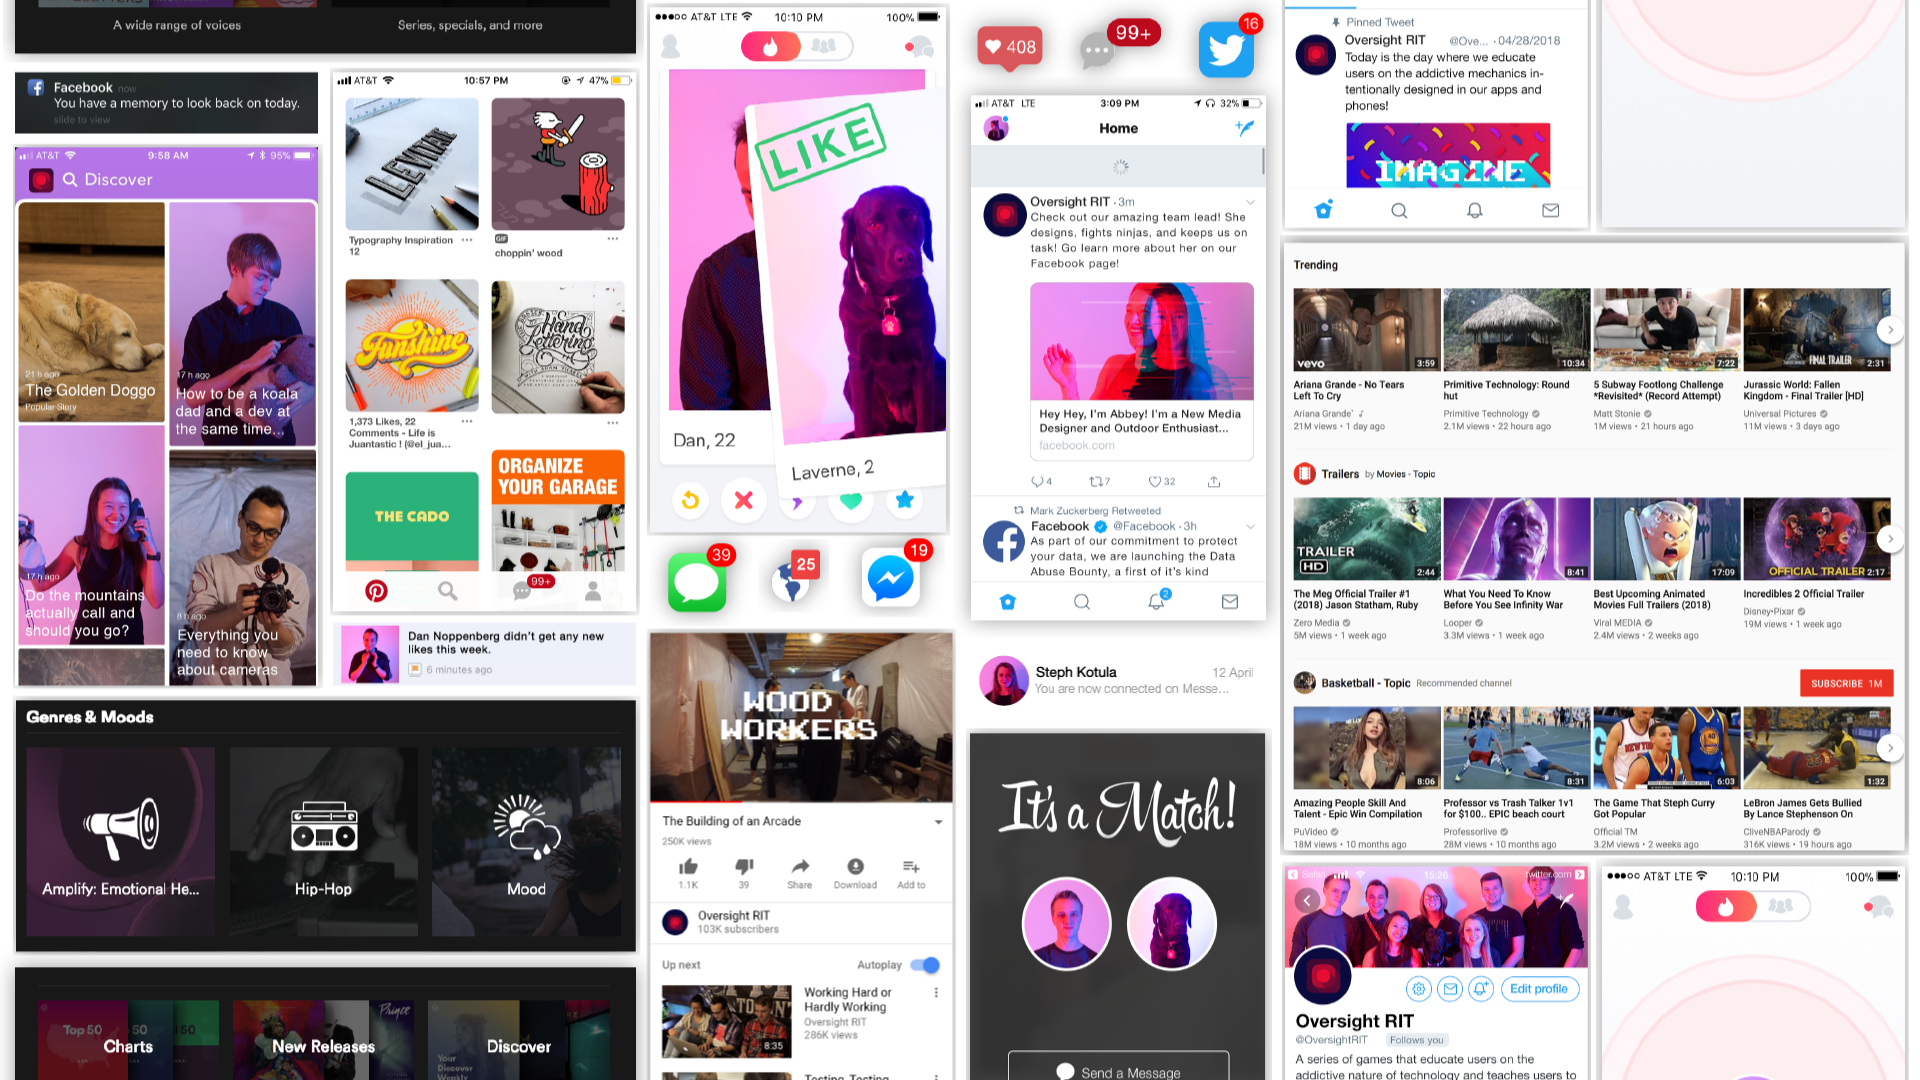 A wide range of voices
Series, specials, and more
Facebook now
You have a memory to look back on today.
slide to view
AT&T
9:58 AM
95%
Discover
21 h ago
The Golden Doggo
Popular Story
17 h ago
How to be a koala
dad and a dev at
the same time...
17 h ago
Do the mountains
actually call and
should you go?
8 h ago
Everything you
need to know
about cameras
AT&T
10:57 PM
47%
Typography Inspiration
12
GIF
choppin' wood
Funshine
Hand
Lettering
1,373 Likes, 22
Comments - Life is
Juantastic ! (@el_jua...
THE CADO
ORGANIZE
YOUR GARAGE
99+
Dan Noppenberg didn't get any new
likes this week.
6 minutes ago
Genres & Moods
Amplify: Emotional He...
Hip-Hop
Mood
Top 50
Charts
New Releases
Prince
Discover
Your
Discover
Weekly
AT&T LTE
10:10 PM
100%
LIKE
Dan, 22
Laverne, 2
39
25
19
WOOD
WORKERS
The Building of an Arcade
250K views
1.1K
39
Share
Download
Add to
Oversight RIT
103K subscribers
Up next
Autoplay
Working Hard or
Hardly Working
Oversight RIT
286K views
8:35
Testing, Testing,
408
99+
16
AT&T LTE
3:09 PM
32%
Home
Oversight RIT · 3m
Check out our amazing team lead! She
designs, fights ninjas, and keeps us on
task! Go learn more about her on our
Facebook page!
Hey Hey, I'm Abbey! I'm a New Media
Designer and Outdoor Enthusiast...
facebook.com
4
7
32
Mark Zuckerberg Retweeted
Facebook @Facebook · 3h
As part of our commitment to protect
your data, we are launching the Data
Abuse Bounty, a first of it's kind
2
Steph Kotula
12 April
You are now connected on Messe...
It's a Match!
Send a Message
Pinned Tweet
Oversight RIT @Ove... · 04/28/2018
Today is the day where we educate
users on the addictive mechanics in-
tentionally designed in our apps and
phones!
IMAGINE
Trending
vevo
3:59
10:34
7:22
FINAL TRAILER
2:31
Ariana Grande - No Tears
Left To Cry
Ariana Grande
21M views • 1 day ago
Primitive Technology: Round
hut
Primitive Technology
2.1M views • 22 hours ago
5 Subway Footlong Challenge
*Revisited* (Record Attempt)
Matt Stonie
1M views • 21 hours ago
Jurassic World: Fallen
Kingdom - Final Trailer [HD]
Universal Pictures
11M views • 3 days ago
Trailers by Movies - Topic
TRAILER
HD
2:44
8:41
17:09
OFFICIAL TRAILER 2:17
The Meg Official Trailer #1
(2018) Jason Statham, Ruby
Zero Media
5M views • 1 week ago
What You Need To Know
Before You See Infinity War
Looper
3.3M views • 1 week ago
Best Upcoming Animated
Movies Full Trailers (2018)
Viral MEDIA
2.4M views • 2 weeks ago
Incredibles 2 Official Trailer
Disney•Pixar
19M views • 1 week ago
Basketball - Topic Recommended channel
SUBSCRIBE 1M
8:06
8:31
6:03
1:32
Amazing People Skill And
Talent - Epic Win Compilation
PuVideo
18M views • 10 months ago
Professor vs Trash Talker 1v1
for $100.. EPIC beach court
Professorlive
28M views • 10 months ago
The Game That Steph Curry
Got Popular
Official TM
3.2M views • 2 weeks ago
LeBron James Gets Bullied
By Lance Stephenson On
CliveNBAParody
316K views • 19 hours ago
Safari
15:26
twitter.com
Edit profile
Oversight RIT
@OversightRIT
Follows you
A series of games that educate users on the
addictive nature of technology and teaches users to
AT&T LTE
10:10 PM
100%